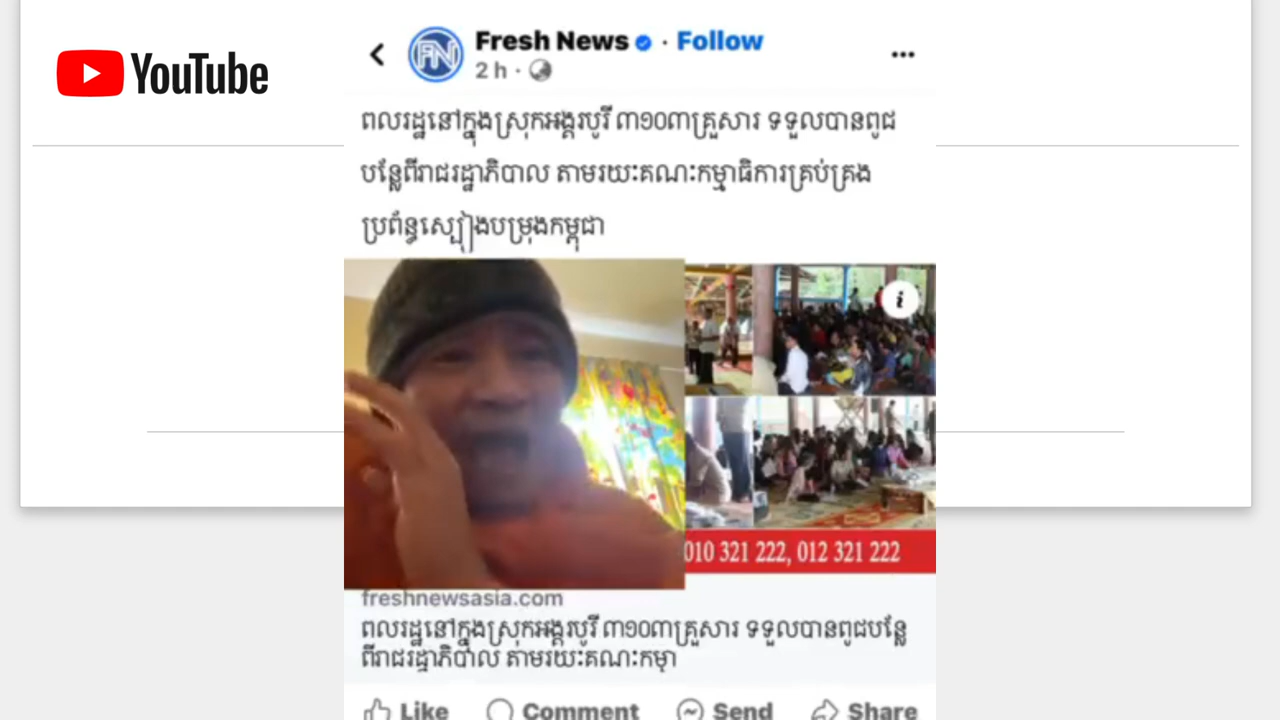 YouTube
Fresh News · Follow
2 h ·
ពលរដ្ឋនៅក្នុងស្រុកអង្គរបូរី ៣១០៣គ្រួសារ ទទួលបានពូជ
បន្លែពីរាជរដ្ឋាភិបាល តាមរយៈគណៈកម្មាធិការគ្រប់គ្រង
ប្រព័ន្ធស្បៀងបម្រុងកម្ពុជា
010 321 222, 012 321 222
freshnewsasia.com
ពលរដ្ឋនៅក្នុងស្រុកអង្គរបូរី ៣១០៣គ្រួសារ ទទួលបានពូជបន្លែ
ពីរាជរដ្ឋាភិបាល តាមរយៈគណៈកម្មា
Like Comment Send Share